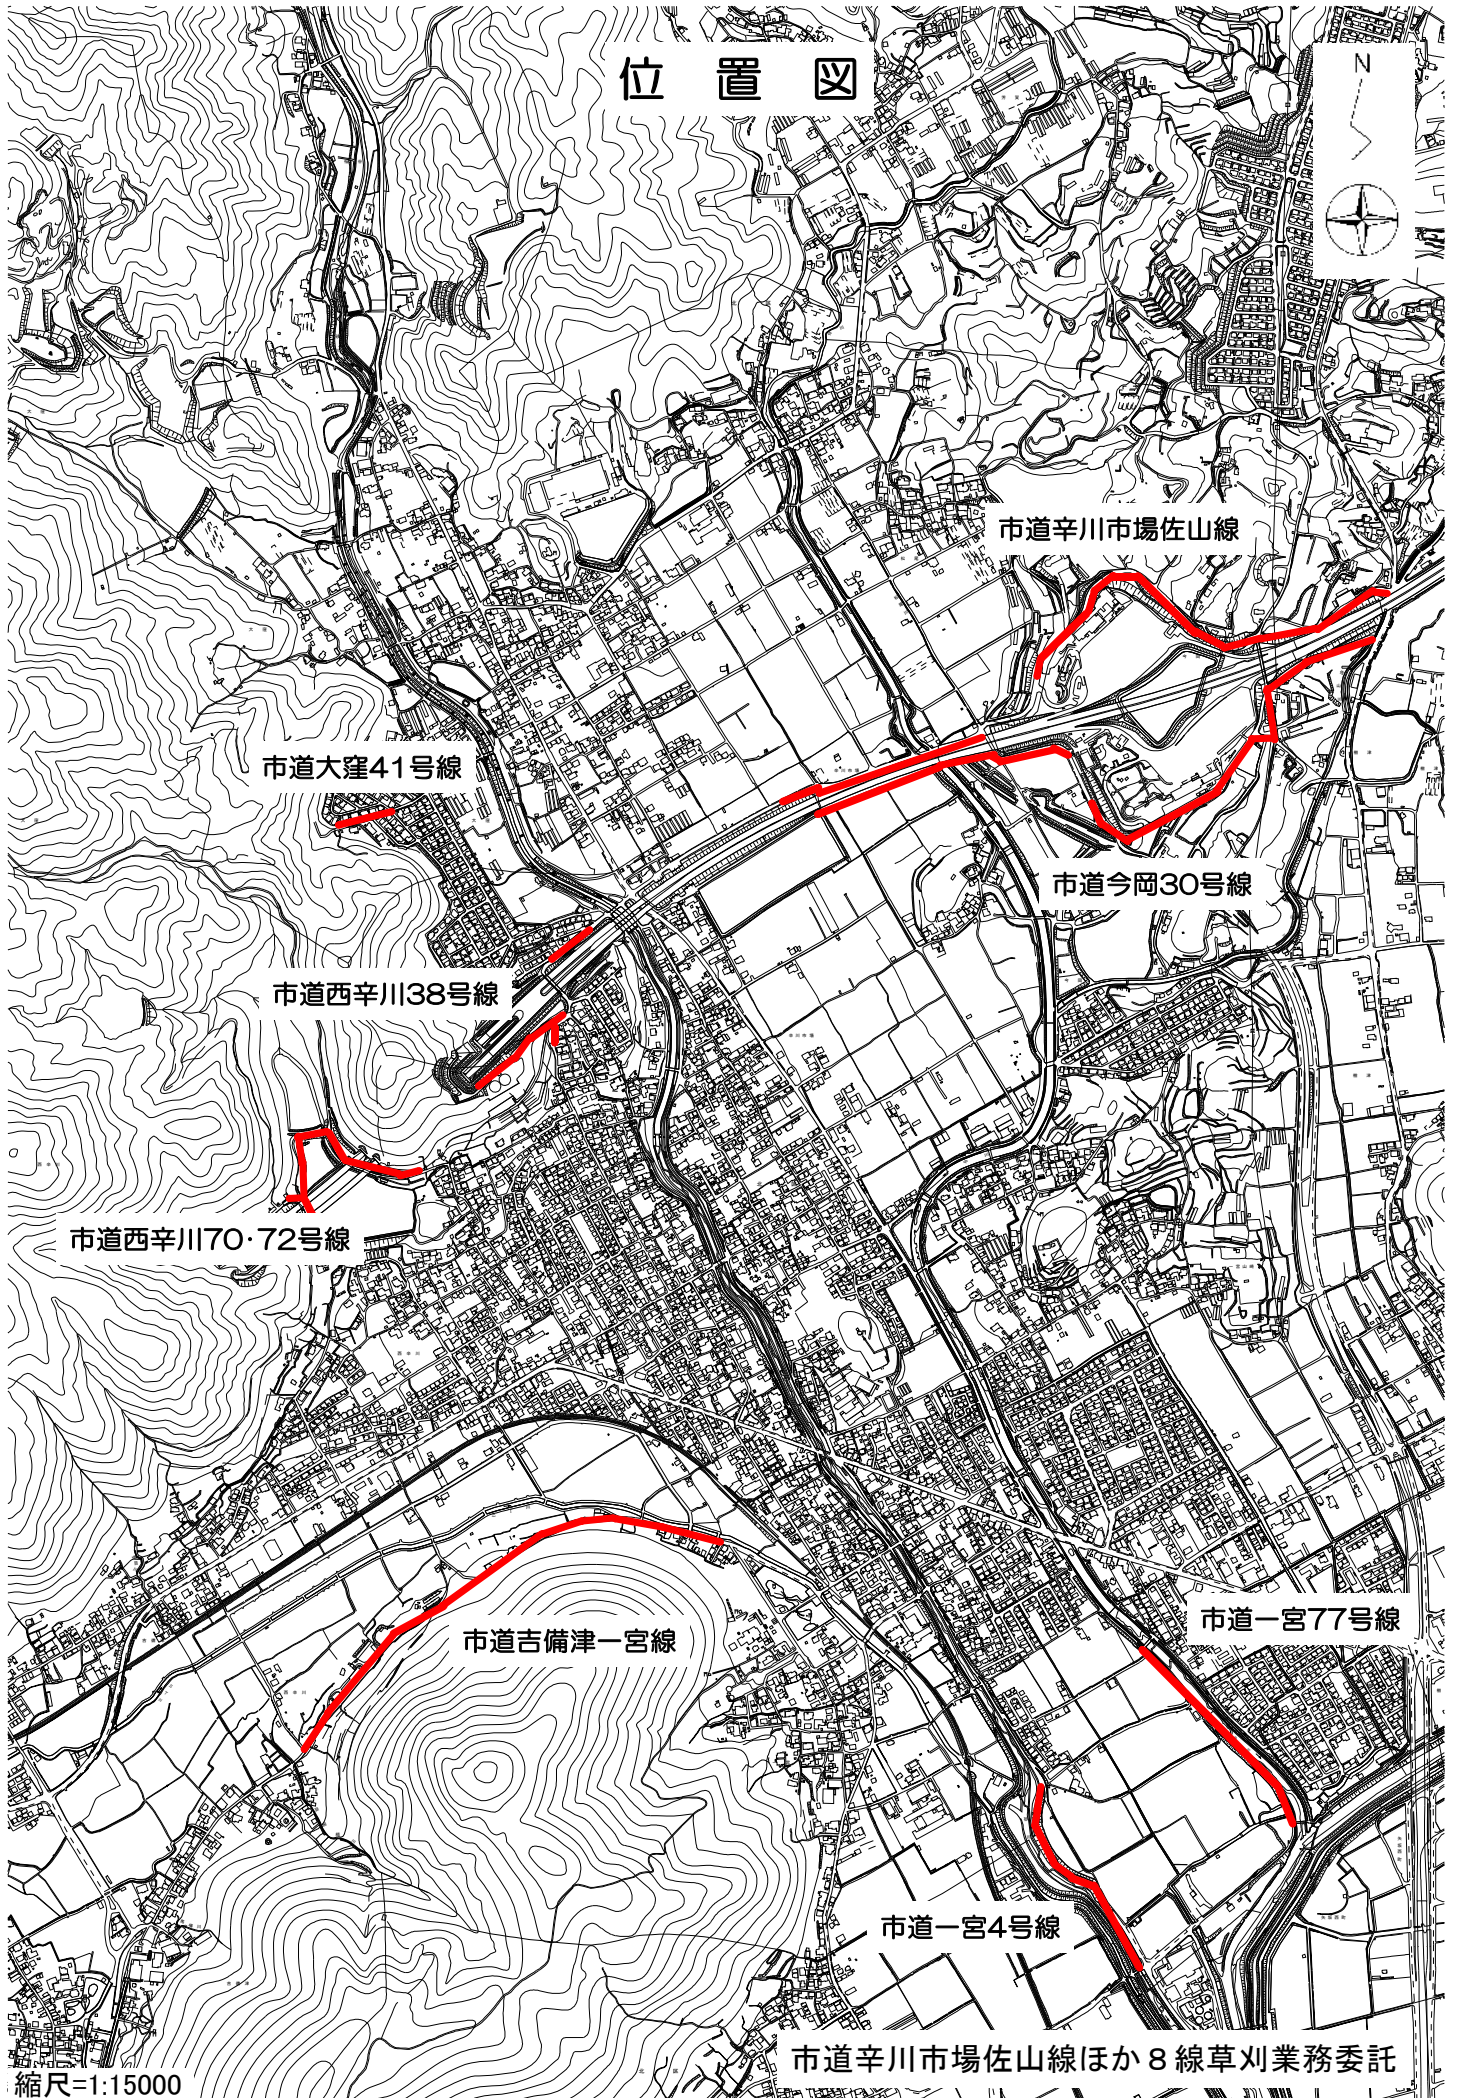 位置図
N
市道辛川市場佐山線
市道大窪41号線
市道今岡30号線
市道西辛川38号線
市道西辛川70·72号線
市道一宮77号線
市道吉備津一宮線
市道一宮4号線
市道辛川市場佐山線ほか８線草刈業務委託
縮尺=1:15000